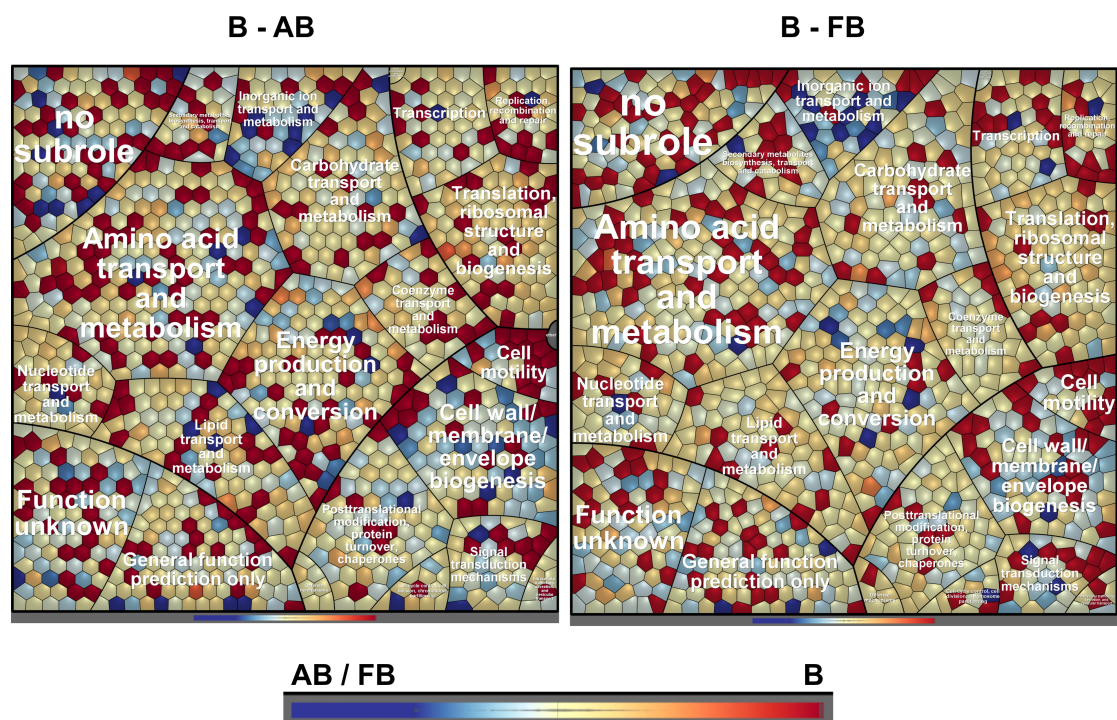 B - AB
B - FB
no
subrole
Secondary metabolites
biosynthesis, transport
and catabolism
Inorganic ion
transport and
metabolism
Transcription
Replication
recombination
and repair
Carbohydrate
transport
and
metabolism
Translation,
ribosomal
structure
and
biogenesis
Amino acid
transport
and
metabolism
Coenzyme
transport
and
metabolism
Energy
production
and
conversion
Cell
motility
Nucleotide
transport
and
metabolism
Lipid
transport
and
metabolism
Cell wall/
membrane/
envelope
biogenesis
Function
unknown
Posttranslational
modification,
protein
turnover,
chaperones
General function
prediction only
Signal
transduction
mechanisms
no
subrole
Inorganic ion
transport and
metabolism
Transcription
Replication
recombination
and repair
Secondary metabolites
biosynthesis, transport
and catabolism
Carbohydrate
transport
and
metabolism
Translation,
ribosomal
structure
and
biogenesis
Amino acid
transport
and
metabolism
Coenzyme
transport
and
metabolism
Energy
production
and
conversion
Nucleotide
transport
and
metabolism
Cell
motility
Lipid
transport
and
metabolism
Cell wall/
membrane/
envelope
biogenesis
Function
unknown
Posttranslational
modification,
protein
turnover,
chaperones
General function
prediction only
Signal
transduction
mechanisms
AB / FB
B